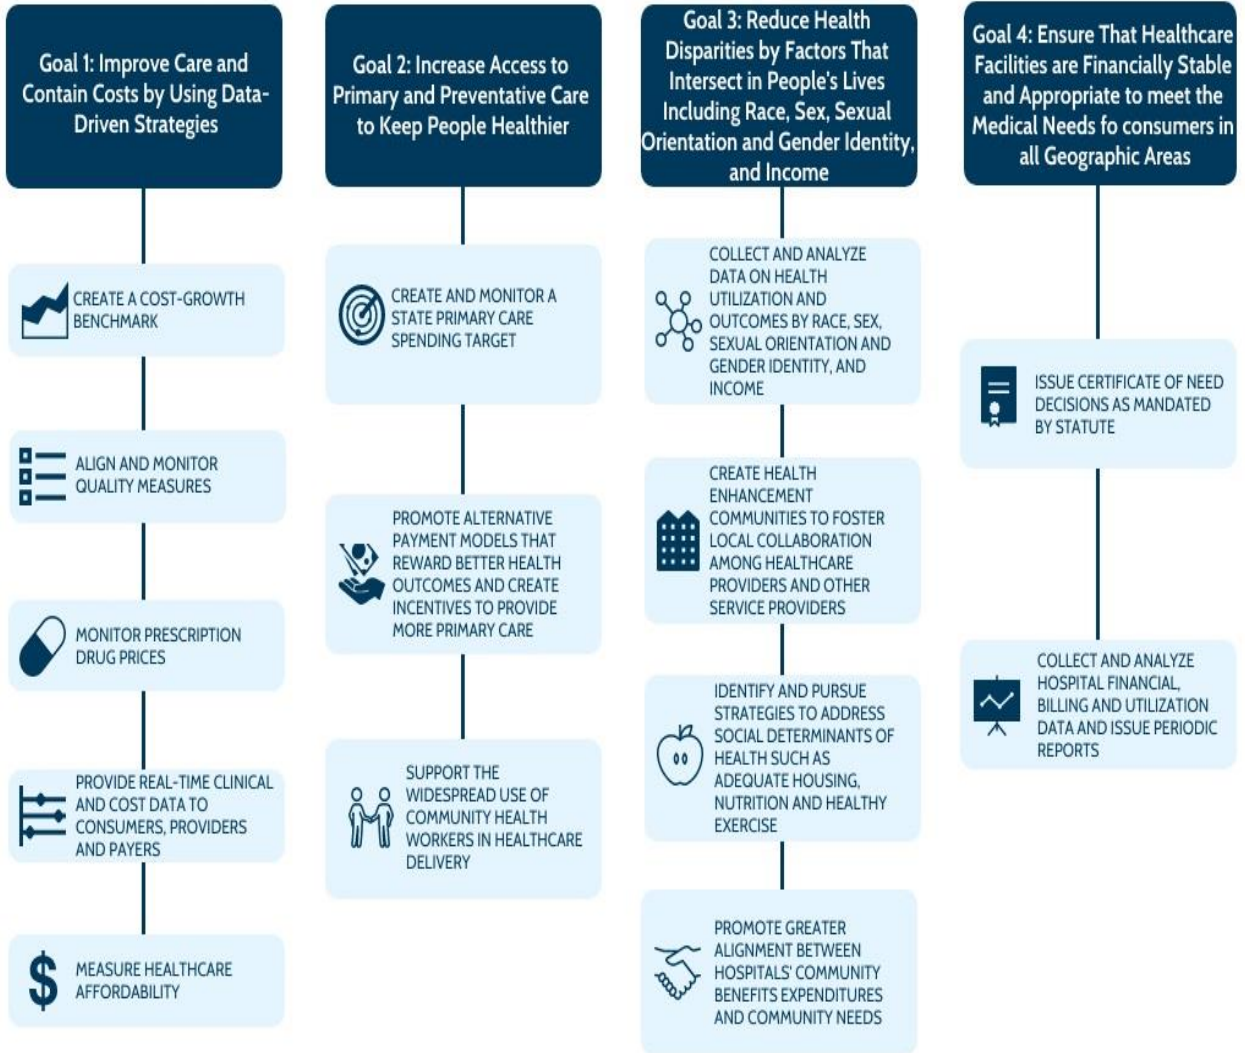 Goal 1: Improve Care and
Contain Costs by Using Data-
Driven Strategies
CREATE A COST-GROWTH
BENCHMARK
ALIGN AND MONITOR
QUALITY MEASURES
MONITOR PRESCRIPTION
DRUG PRICES
PROVIDE REAL-TIME CLINICAL
AND COST DATA TO
CONSUMERS, PROVIDERS
AND PAYERS
$
MEASURE HEALTHCARE
AFFORDABILITY
Goal 2: Increase Access to
Primary and Preventative Care
to Keep People Healthier
CREATE AND MONITOR A
STATE PRIMARY CARE
SPENDING TARGET
PROMOTE ALTERNATIVE
PAYMENT MODELS THAT
REWARD BETTER HEALTH
OUTCOMES AND CREATE
INCENTIVES TO PROVIDE
MORE PRIMARY CARE
SUPPORT THE
WIDESPREAD USE OF
COMMUNITY HEALTH
WORKERS IN HEALTHCARE
DELIVERY
Goal 3: Reduce Health
Disparities by Factors That
Intersect in People's Lives
Including Race, Sex, Sexual
Orientation and Gender Identity,
and Income
COLLECT AND ANALYZE
DATA ON HEALTH
UTILIZATION AND
OUTCOMES BY RACE, SEX,
SEXUAL ORIENTATION AND
GENDER IDENTITY, AND
INCOME
CREATE HEALTH
ENHANCEMENT
COMMUNITIES TO FOSTER
LOCAL COLLABORATION
AMONG HEALTHCARE
PROVIDERS AND OTHER
SERVICE PROVIDERS
IDENTIFY AND PURSUE
STRATEGIES TO ADDRESS
SOCIAL DETERMINANTS OF
HEALTH SUCH AS
ADEQUATE HOUSING,
NUTRITION AND HEALTHY
EXERCISE
PROMOTE GREATER
ALIGNMENT BETWEEN
HOSPITALS' COMMUNITY
BENEFITS EXPENDITURES
AND COMMUNITY NEEDS
Goal 4: Ensure That Healthcare
Facilities are Financially Stable
and Appropriate to meet the
Medical Needs fo consumers in
all Geographic Areas
ISSUE CERTIFICATE OF NEED
DECISIONS AS MANDATED
BY STATUTE
COLLECT AND ANALYZE
HOSPITAL FINANCIAL,
BILLING AND UTILIZATION
DATA AND ISSUE PERIODIC
REPORTS